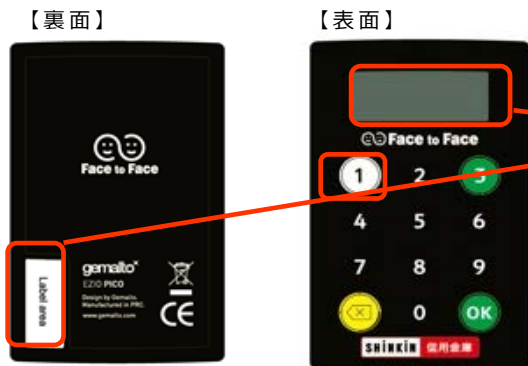 【裏面】
【表面】
Face to Face
Label area
gemalto
EZIO PICO
Design by Gemalto.
Manufactured in PRC.
www.gemalto.com
CE
Face to Face
1 2 3
4 5 6
7 8 9
0 OK
SHiNKiN 信用金庫